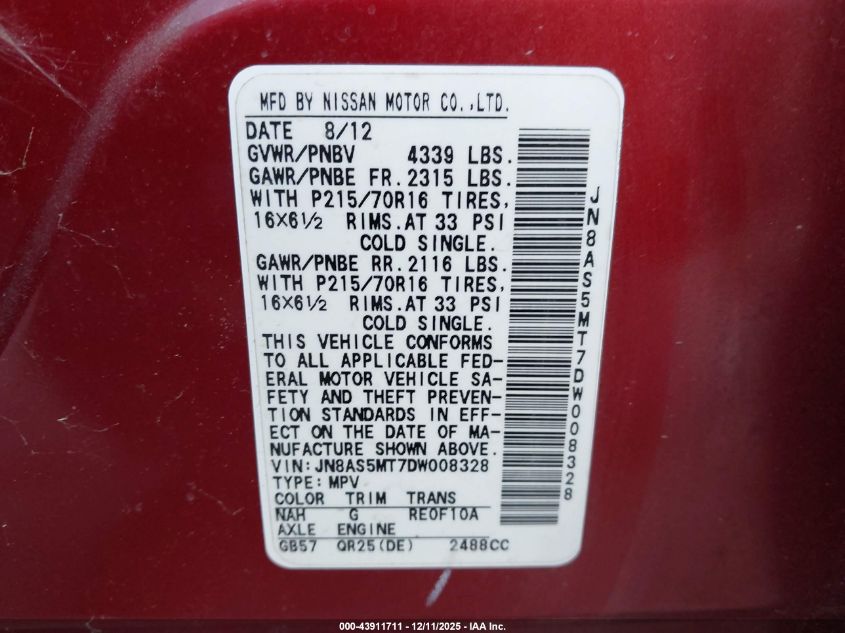 MFD BY NISSAN MOTOR CO.,LTD.
DATE 8/12
GVWR/PNBV 4339 LBS.
GAWR/PNBE FR.2315 LBS.
WITH P215/70R16 TIRES,
16X6½ RIMS.AT 33 PSI
COLD SINGLE.
GAWR/PNBE RR.2116 LBS.
WITH P215/70R16 TIRES,
16X6½ RIMS.AT 33 PSI
COLD SINGLE.
THIS VEHICLE CONFORMS
TO ALL APPLICABLE FED-
ERAL MOTOR VEHICLE SA-
FETY AND THEFT PREVEN-
TION STANDARDS IN EFF-
ECT ON THE DATE OF MA-
NUFACTURE SHOWN ABOVE.
VIN:JN8AS5MT7DW008328
TYPE:MPV
COLOR TRIM TRANS
NAH G RE0F10A
AXLE ENGINE
GB57 QR25(DE) 2488CC
JN8AS5MT7DW008328
000-43911711 - 12/11/2025 - IAA Inc.